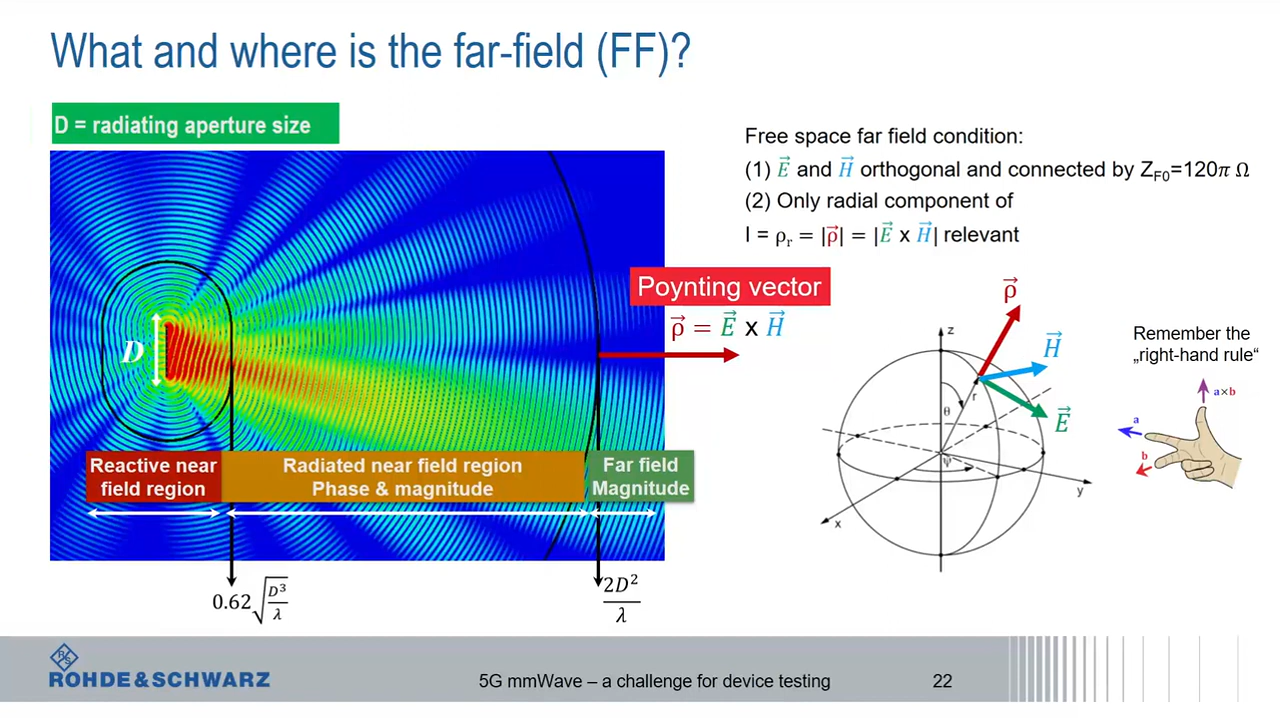 What and where is the far-field (FF)?
D = radiating aperture size
D
Reactive near
field region
Radiated near field region
Phase & magnitude
Far field
Magnitude
0.62√(D³/λ)
2D²/λ
Poynting vector
ρ⃗ = E⃗ x H⃗
Free space far field condition:
(1) E⃗ and H⃗ orthogonal and connected by Z_F0=120π Ω
(2) Only radial component of
I = ρ_r = |ρ⃗| = |E⃗ x H⃗| relevant
ρ⃗
H⃗
E⃗
z
r
θ
ψ
y
x
Remember the
„right-hand rule“
a×b
a
b
R&S
ROHDE & SCHWARZ
5G mmWave – a challenge for device testing
22